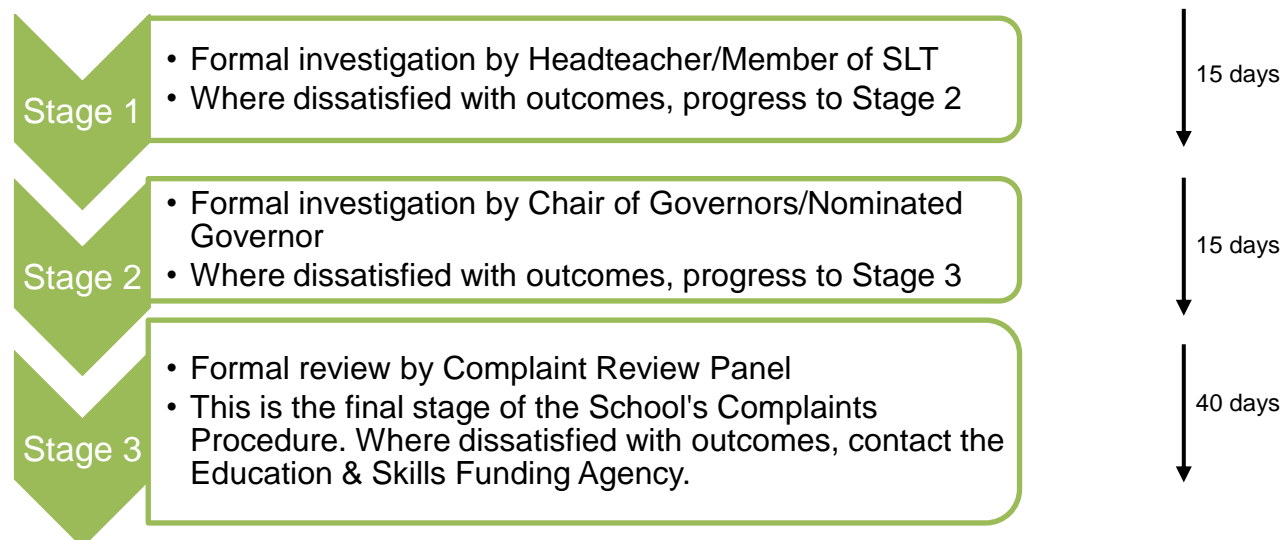 Stage 1
• Formal investigation by Headteacher/Member of SLT
• Where dissatisfied with outcomes, progress to Stage 2
15 days
Stage 2
• Formal investigation by Chair of Governors/Nominated
Governor
• Where dissatisfied with outcomes, progress to Stage 3
15 days
Stage 3
• Formal review by Complaint Review Panel
• This is the final stage of the School's Complaints
Procedure. Where dissatisfied with outcomes, contact the
Education & Skills Funding Agency.
40 days